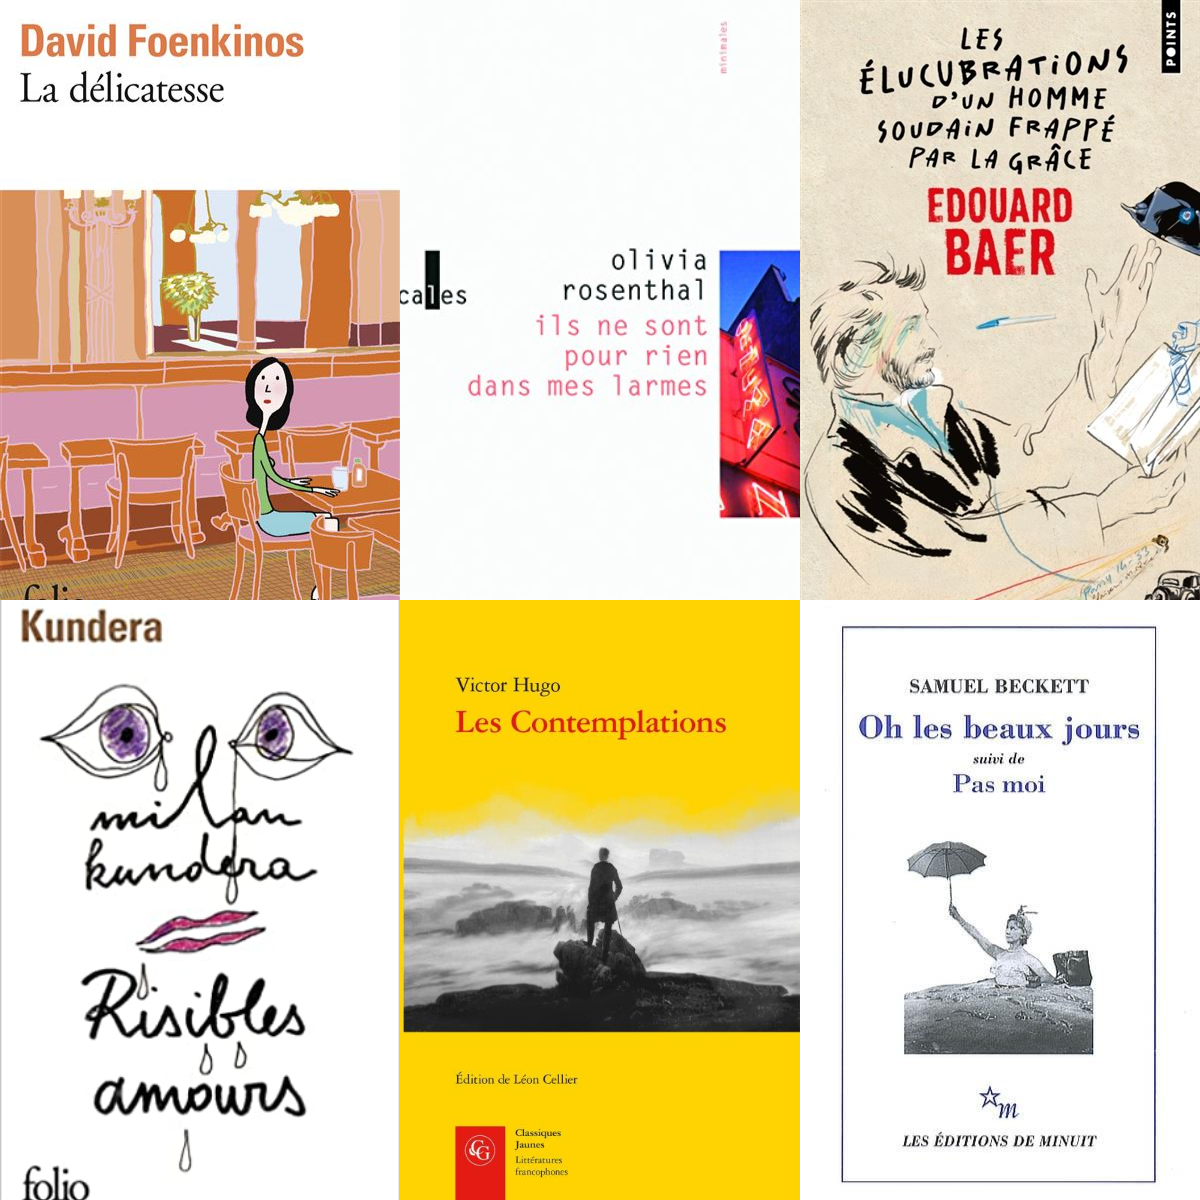 David Foenkinos
La délicatesse
folio
minimales
cales
olivia
rosenthal
ils ne sont
pour rien
dans mes larmes
POINTS
LES
ÉLUCUBRATIONS
D'UN HOMME
SOUDAIN FRAPPÉ
PAR LA GRÂCE
EDOUARD
BAER
Kundera
milan
kundera
Risibles
amours
folio
Victor Hugo
Les Contemplations
Édition de Léon Cellier
CG
Classiques
Jaunes
Littératures
francophones
SAMUEL BECKETT
Oh les beaux jours
suivi de
Pas moi
m
LES ÉDITIONS DE MINUIT